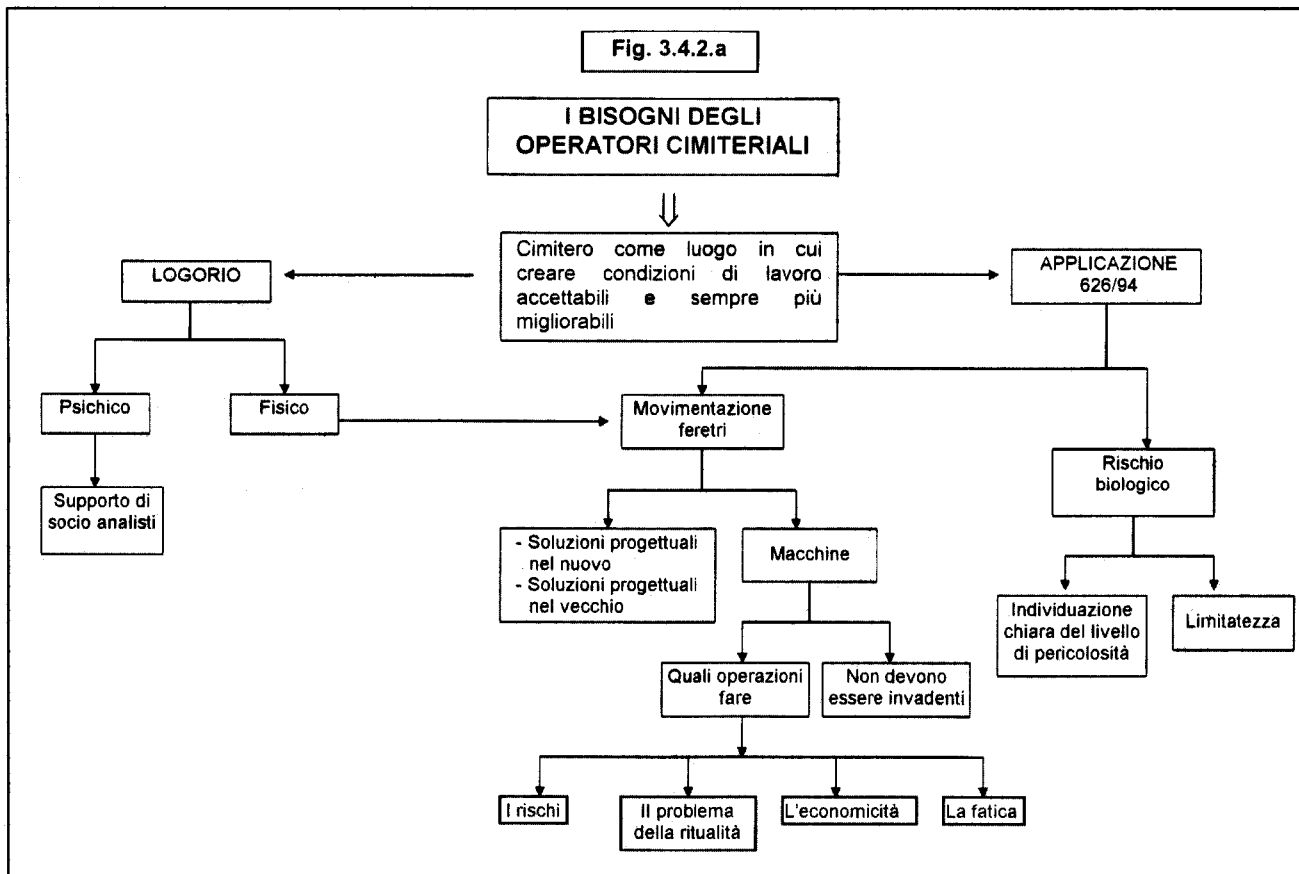 Fig. 3.4.2.a
I BISOGNI DEGLI
OPERATORI CIMITERIALI
Cimitero come luogo in cui
creare condizioni di lavoro
accettabili e sempre più
migliorabili
LOGORIO
APPLICAZIONE
626/94
Psichico
Fisico
Movimentazione
feretri
Rischio
biologico
Supporto di
socio analisti
- Soluzioni progettuali
nel nuovo
- Soluzioni progettuali
nel vecchio
Macchine
Individuazione
chiara del livello
di pericolosità
Limitatezza
Quali operazioni
fare
Non devono
essere invadenti
I rischi
Il problema
della ritualità
L'economicità
La fatica